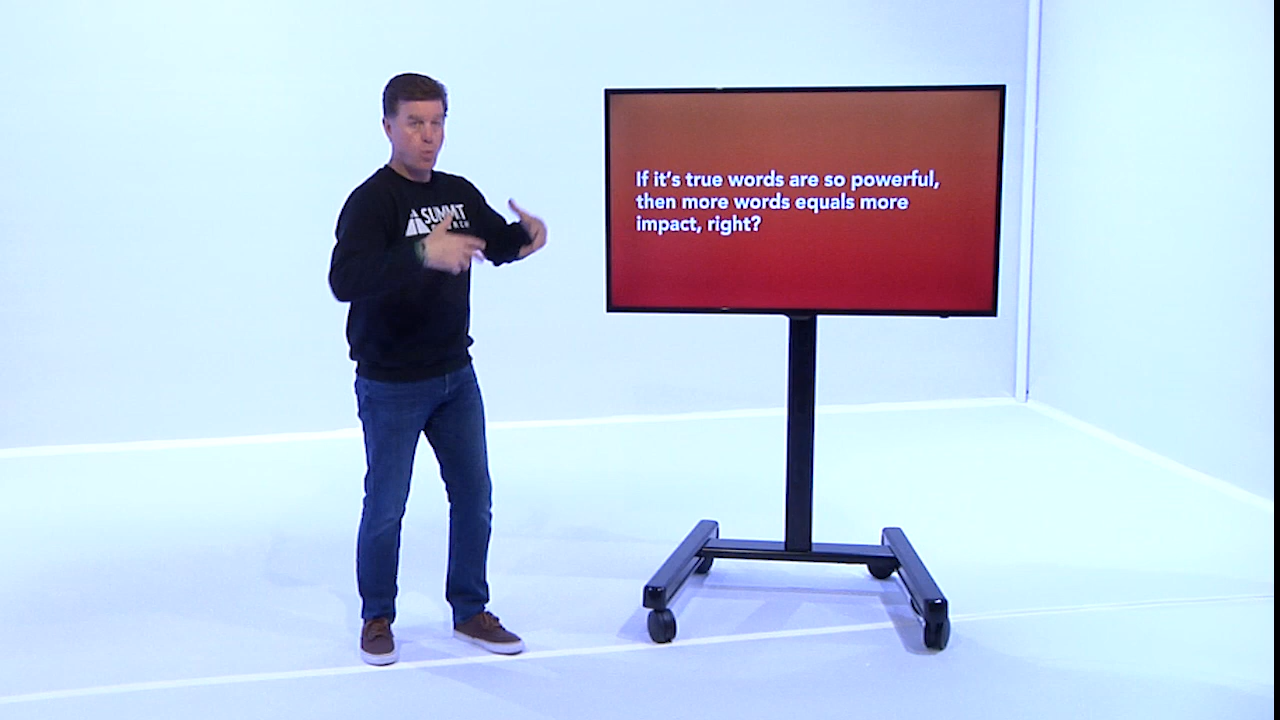 SUMMIT
If it's true words are so powerful,
then more words equals more
impact, right?